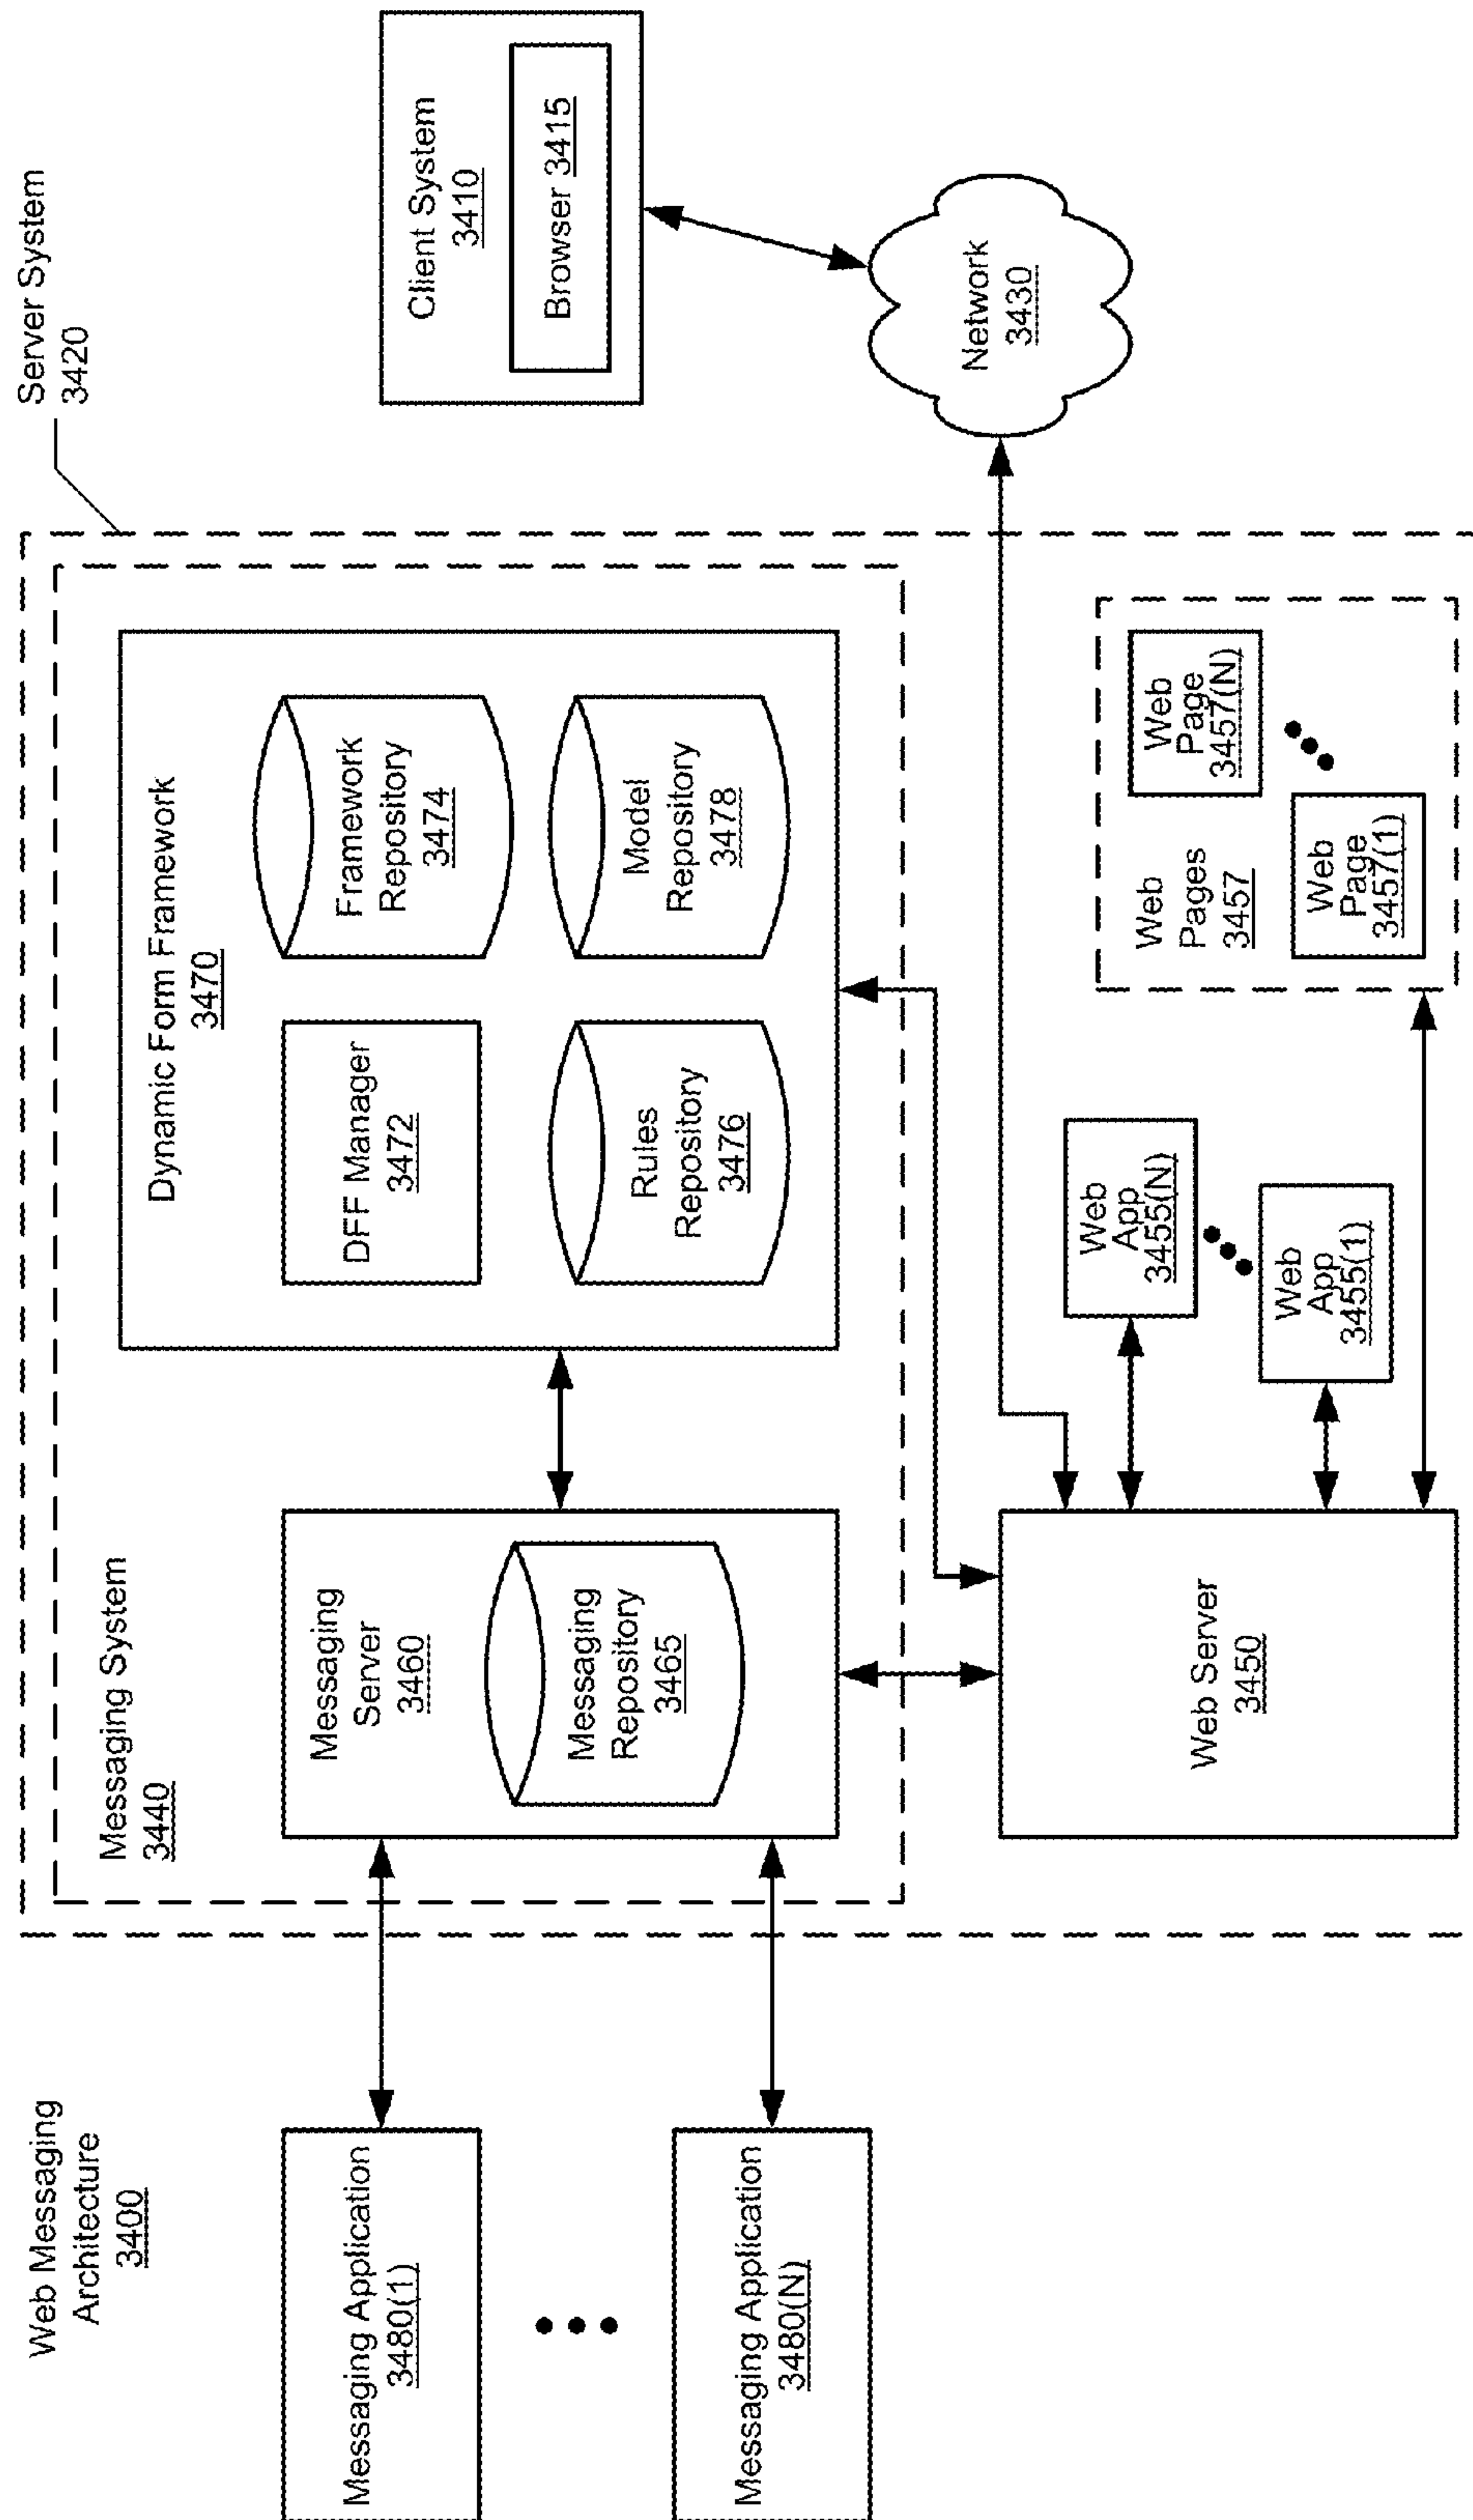 Web Messaging
Architecture
3400
Server System
3420
Messaging System
3440
Dynamic Form Framework
3470
Messaging Application
3480(1)
Messaging Application
3480(N)
Messaging
Server
3460
Messaging
Repository
3465
DFF Manager
3472
Framework
Repository
3474
Rules
Repository
3476
Model
Repository
3478
Client System
3410
Browser 3415
Network
3430
Web Server
3450
Web
App
3455(N)
Web
App
3455(1)
Web
Pages
3457
Web
Page
3457(N)
Web
Page
3457(1)